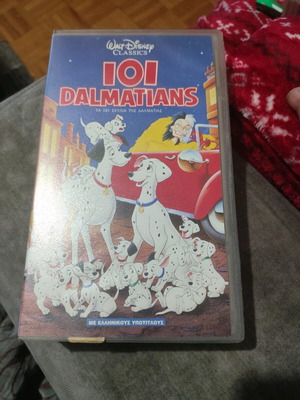 Walt Disney
CLASSICS
101
DALMATIANS
ΤΑ 101 ΣΚΥΛΙΑ ΤΗΣ ΔΑΛΜΑΤΙΑΣ
ΜΕ ΕΛΛΗΝΙΚΟΥΣ ΥΠΟΤΙΤΛΟΥΣ